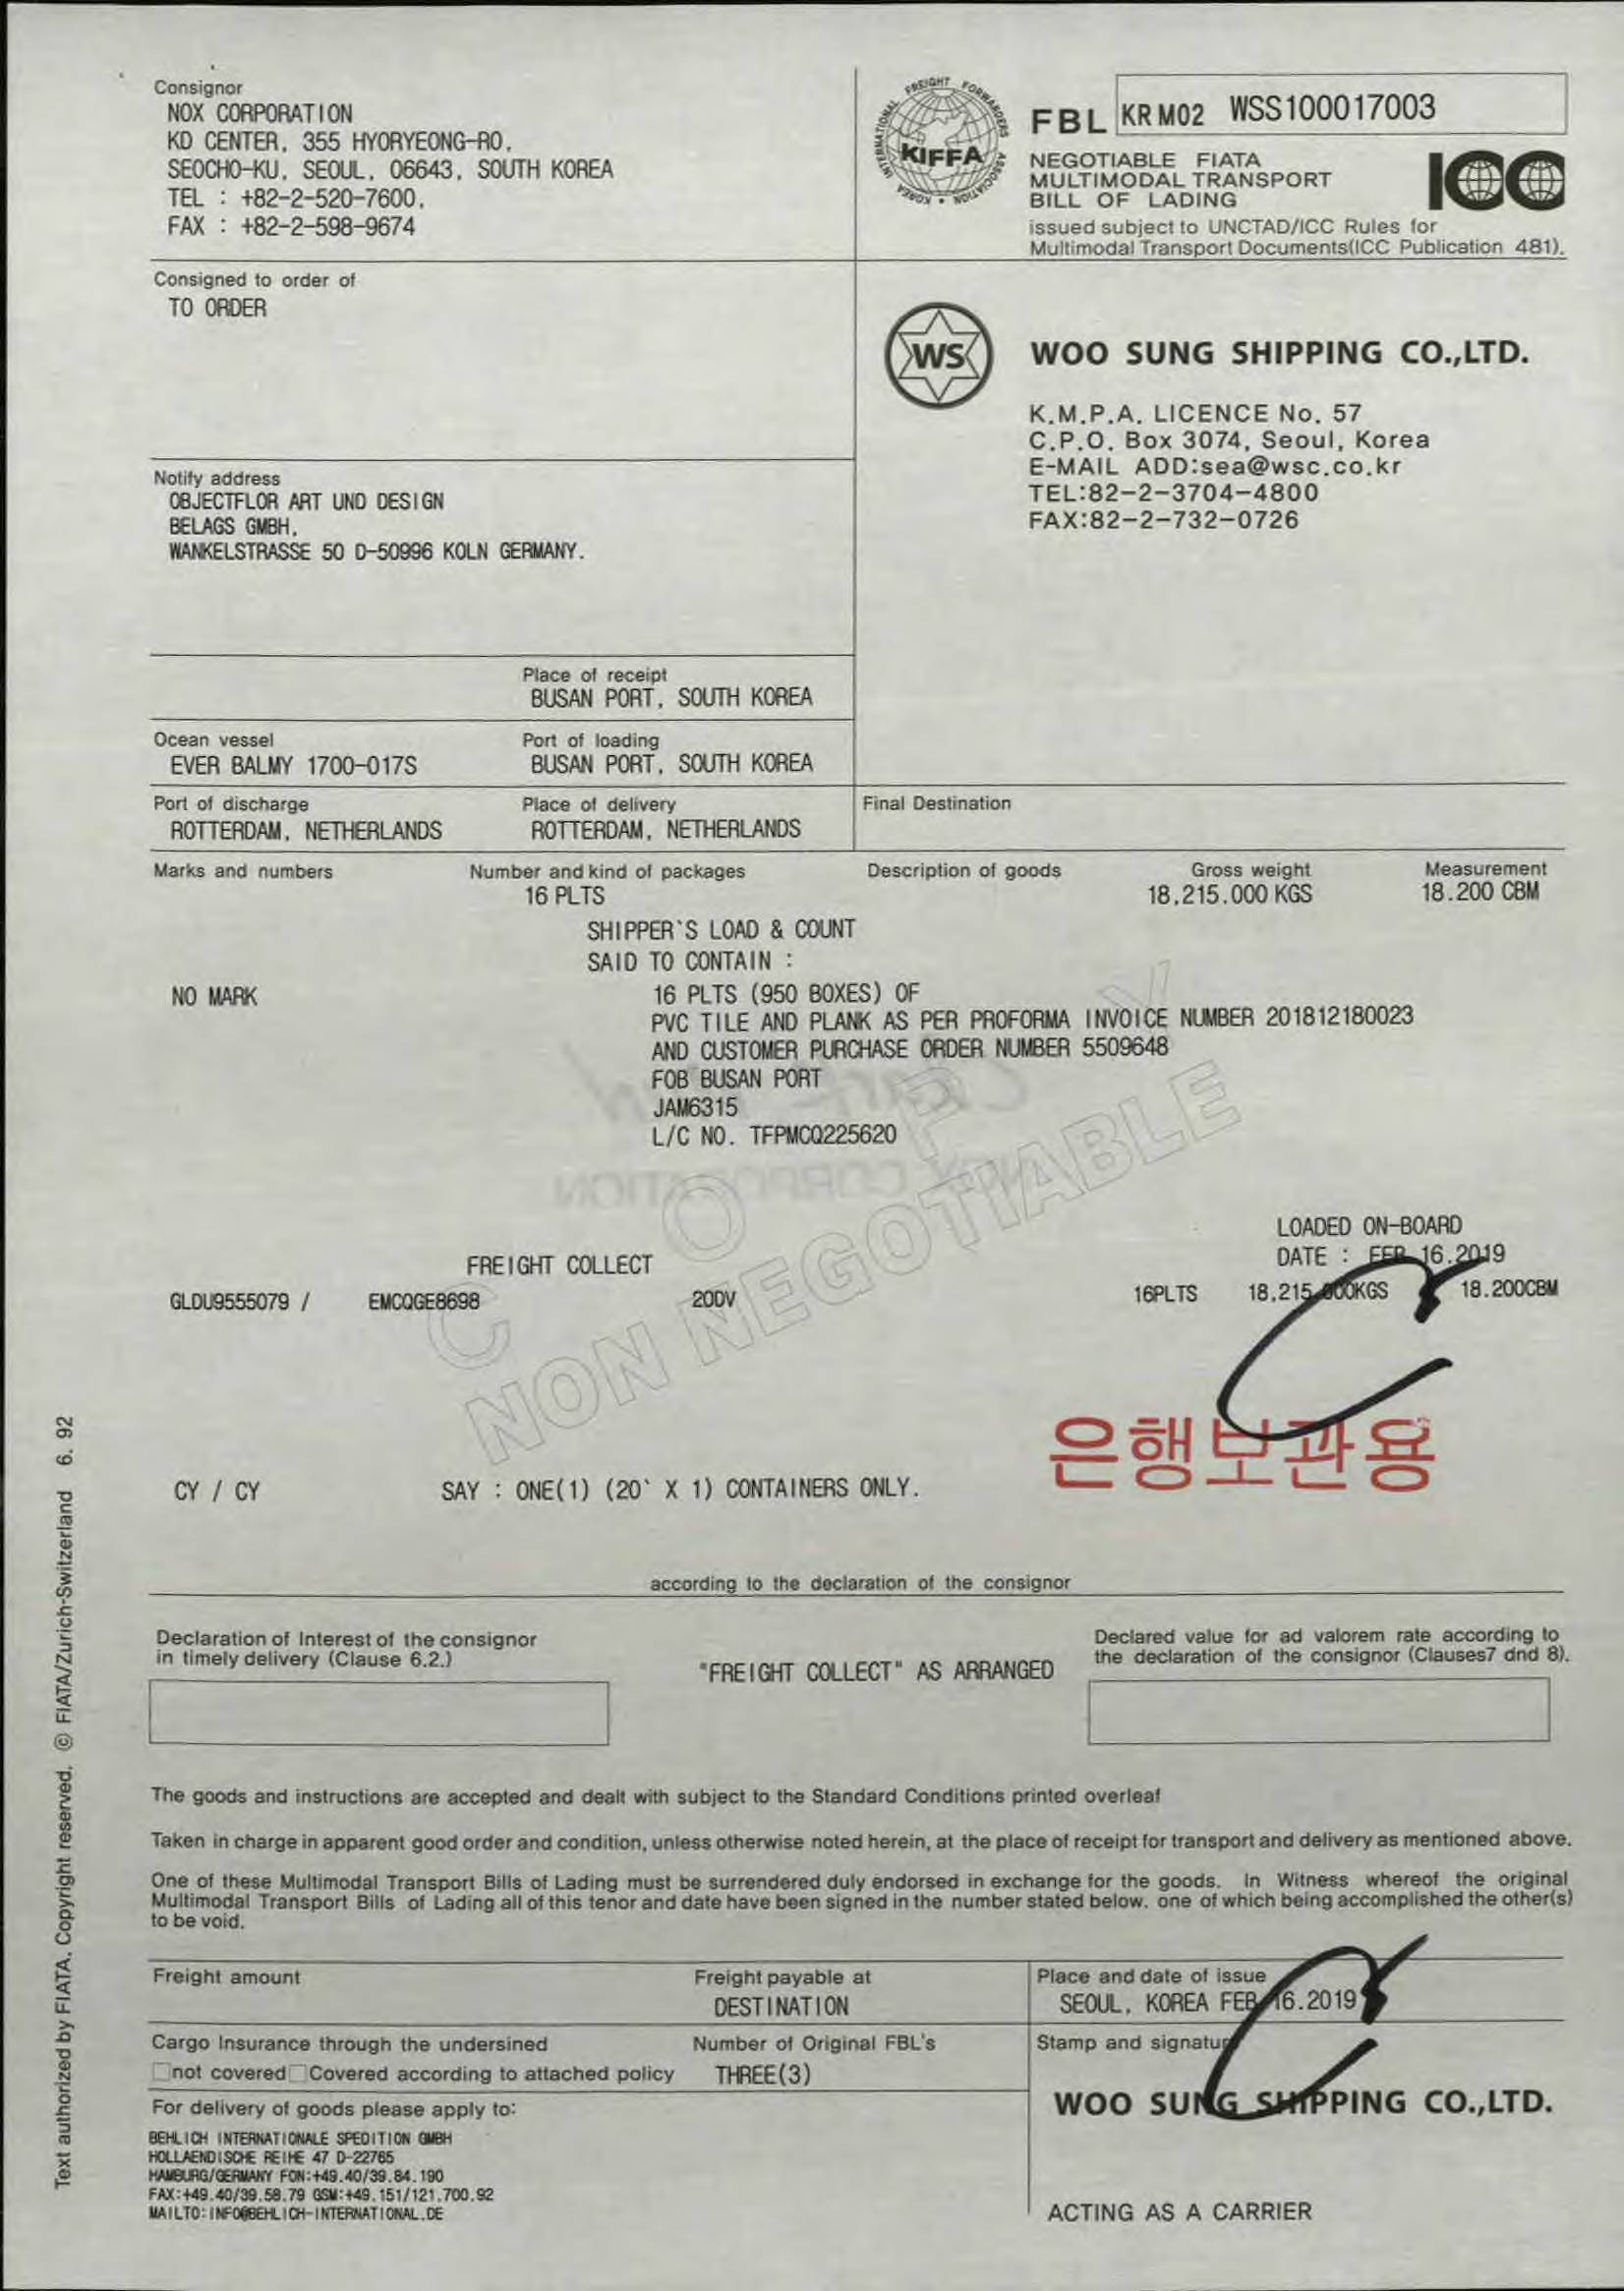 Consignor
NOX CORPORATION
KD CENTER, 355 HYORYEONG-RO,
SEOCHO-KU, SEOUL, 06643, SOUTH KOREA
TEL : +82-2-520-7600,
FAX : +82-2-598-9674
KOREA INTERNATIONAL FREIGHT FORWARDERS ASSOCIATION
KIFFA
FBL KR M02 WSS100017003
NEGOTIABLE FIATA
MULTIMODAL TRANSPORT
BILL OF LADING
ICC
issued subject to UNCTAD/ICC Rules for
Multimodal Transport Documents(ICC Publication 481).
Consigned to order of
TO ORDER
WS
WOO SUNG SHIPPING CO.,LTD.
K.M.P.A. LICENCE No. 57
C.P.O. Box 3074, Seoul, Korea
E-MAIL ADD:sea@wsc.co.kr
TEL:82-2-3704-4800
FAX:82-2-732-0726
Notify address
OBJECTFLOR ART UND DESIGN
BELAGS GMBH,
WANKELSTRASSE 50 D-50996 KOLN GERMANY.
Place of receipt
BUSAN PORT, SOUTH KOREA
Ocean vessel Port of loading
EVER BALMY 1700-017S BUSAN PORT, SOUTH KOREA
Port of discharge Place of delivery Final Destination
ROTTERDAM, NETHERLANDS ROTTERDAM, NETHERLANDS
Marks and numbers Number and kind of packages Description of goods Gross weight Measurement
16 PLTS 18,215.000 KGS 18.200 CBM
SHIPPER`S LOAD & COUNT
SAID TO CONTAIN :
NO MARK 16 PLTS (950 BOXES) OF
PVC TILE AND PLANK AS PER PROFORMA INVOICE NUMBER 201812180023
AND CUSTOMER PURCHASE ORDER NUMBER 5509648
FOB BUSAN PORT
JAM6315
L/C NO. TFPMCQ225620
COPY
NON NEGOTIABLE
NOX CORPORATION
LOADED ON-BOARD
FREIGHT COLLECT DATE : FEB 16.2019
GLDU9555079 / EMCQGE8698 20DV 16PLTS 18,215.000KGS 18.200CBM
은행보관용
CY / CY SAY : ONE(1) (20` X 1) CONTAINERS ONLY.
according to the declaration of the consignor
Declaration of Interest of the consignor
in timely delivery (Clause 6.2.)
"FREIGHT COLLECT" AS ARRANGED
Declared value for ad valorem rate according to
the declaration of the consignor (Clauses7 dnd 8).
The goods and instructions are accepted and dealt with subject to the Standard Conditions printed overleaf
Taken in charge in apparent good order and condition, unless otherwise noted herein, at the place of receipt for transport and delivery as mentioned above.
One of these Multimodal Transport Bills of Lading must be surrendered duly endorsed in exchange for the goods. In Witness whereof the original
Multimodal Transport Bills of Lading all of this tenor and date have been signed in the number stated below. one of which being accomplished the other(s)
to be void.
Freight amount Freight payable at Place and date of issue
DESTINATION SEOUL, KOREA FEB 16.2019
Cargo Insurance through the undersined Number of Original FBL's Stamp and signature
not covered Covered according to attached policy THREE(3)
WOO SUNG SHIPPING CO.,LTD.
For delivery of goods please apply to:
BEHLICH INTERNATIONALE SPEDITION GMBH
HOLLAENDISCHE REIHE 47 D-22765
HAMBURG/GERMANY FON:+49.40/39.84.190
FAX:+49.40/39.58.79 GSM:+49.151/121.700.92
MAILTO:INFO@BEHLICH-INTERNATIONAL.DE
ACTING AS A CARRIER
Text authorized by FIATA. Copyright reserved. © FIATA/Zurich-Switzerland 6. 92